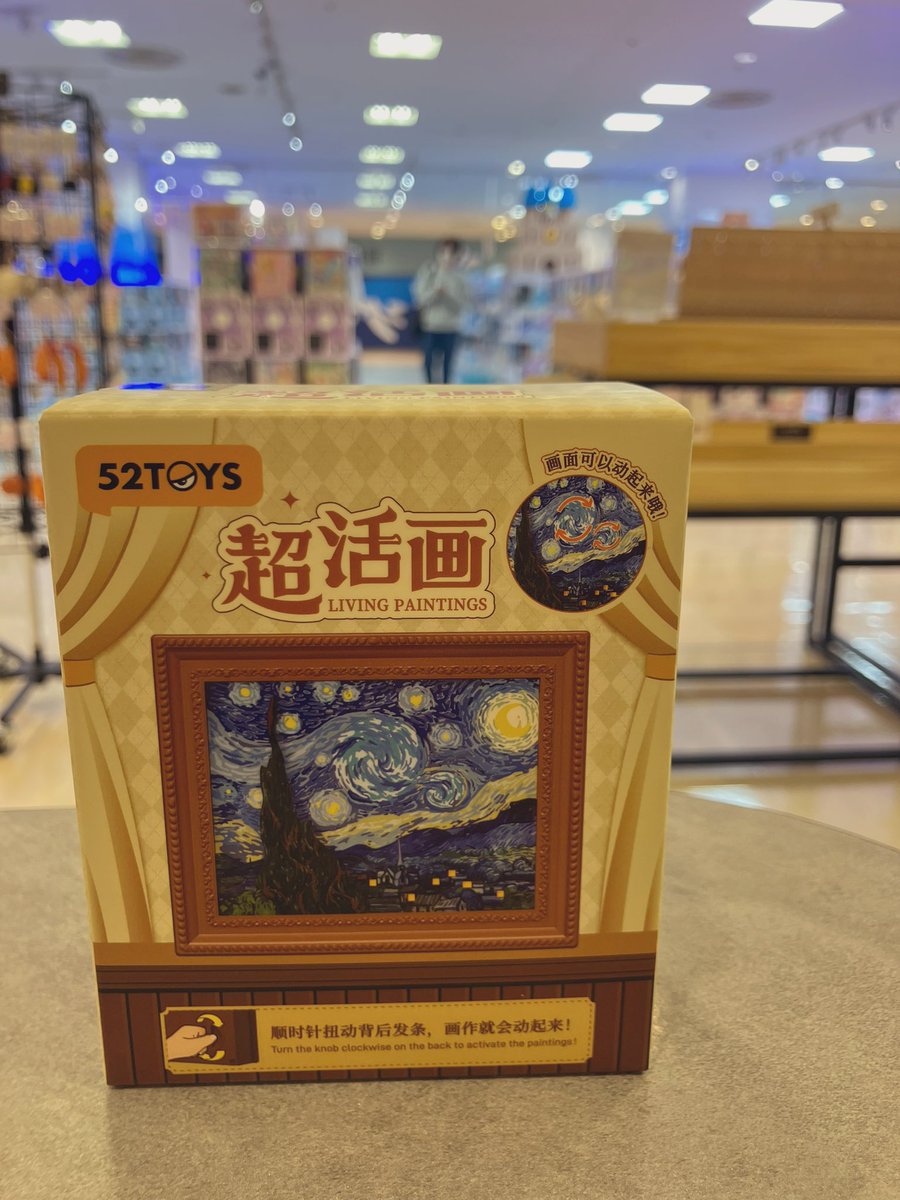 52TOYS
画面可以动起来哦!
超活画
LIVING PAINTINGS
顺时针扭动背后发条，画作就会动起来！
Turn the knob clockwise on the back to activate the paintings!